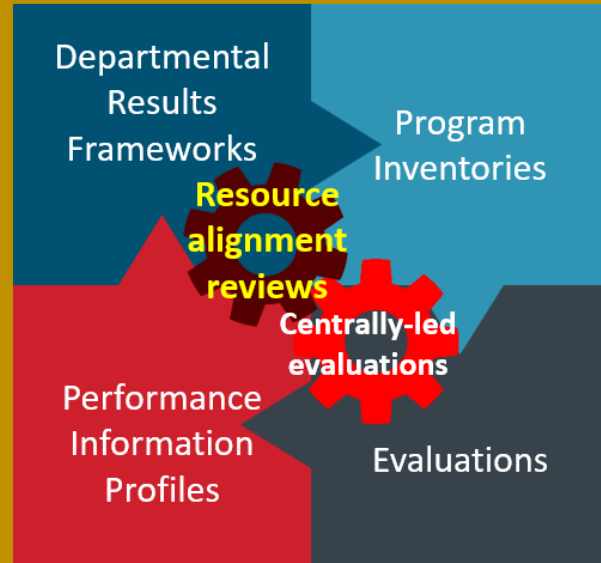 Departmental
Results
Frameworks
Program
Inventories
Resource
alignment
reviews
Centrally-led
evaluations
Performance
Information
Profiles
Evaluations